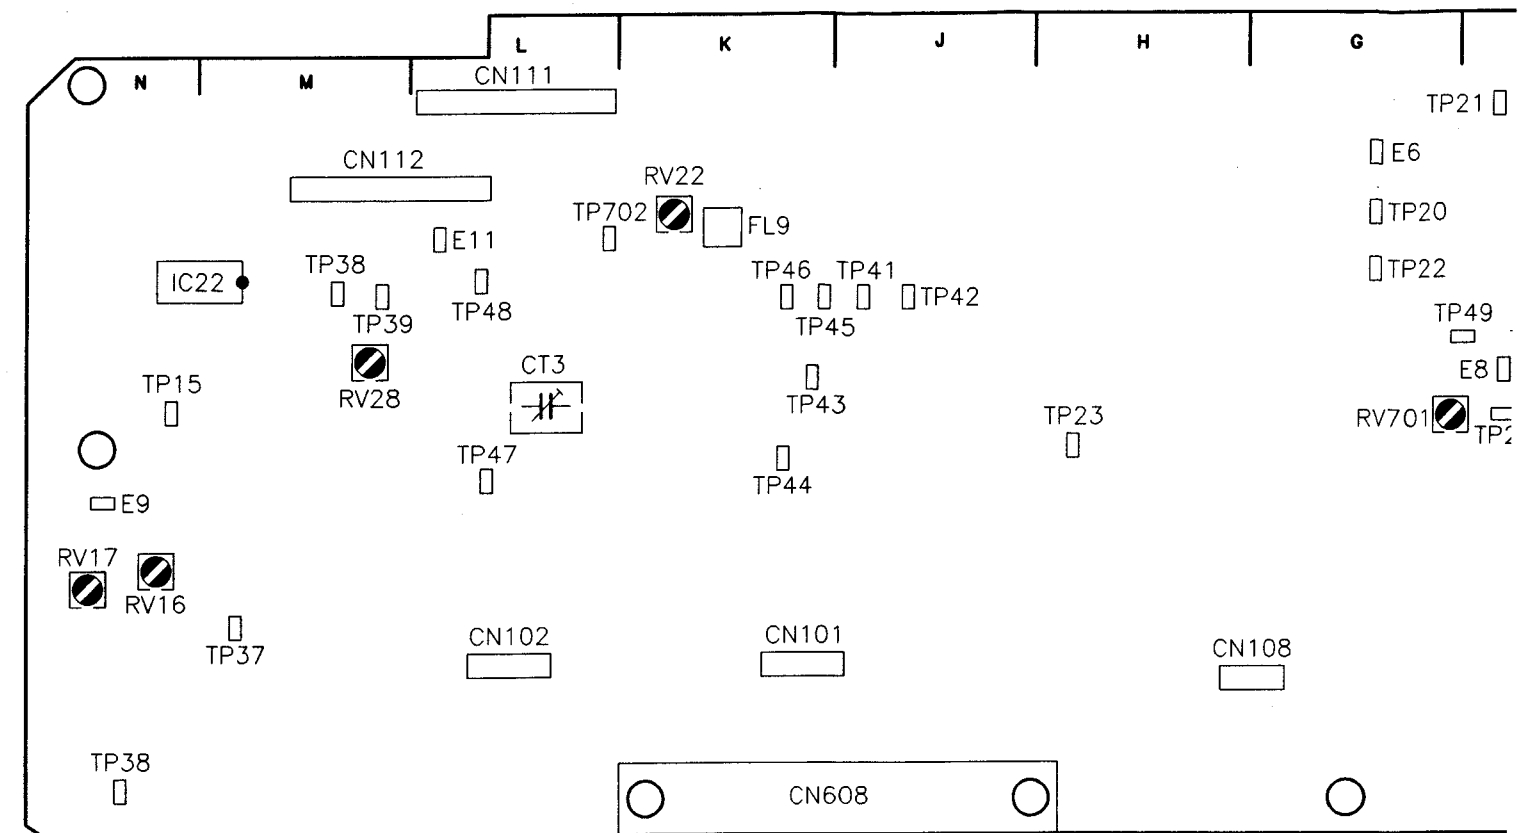 N M L K J H G
CN111
TP21
CN112
E6
RV22
TP702
TP20
FL9
E11
TP38
TP46 TP41
TP22
IC22
TP42
TP48
TP49
TP39
TP45
CT3
E8
TP15
RV28
TP43
TP23
RV701
TP47
TP44
E9
RV17
RV16
CN102
CN101
CN108
TP37
TP38
CN608